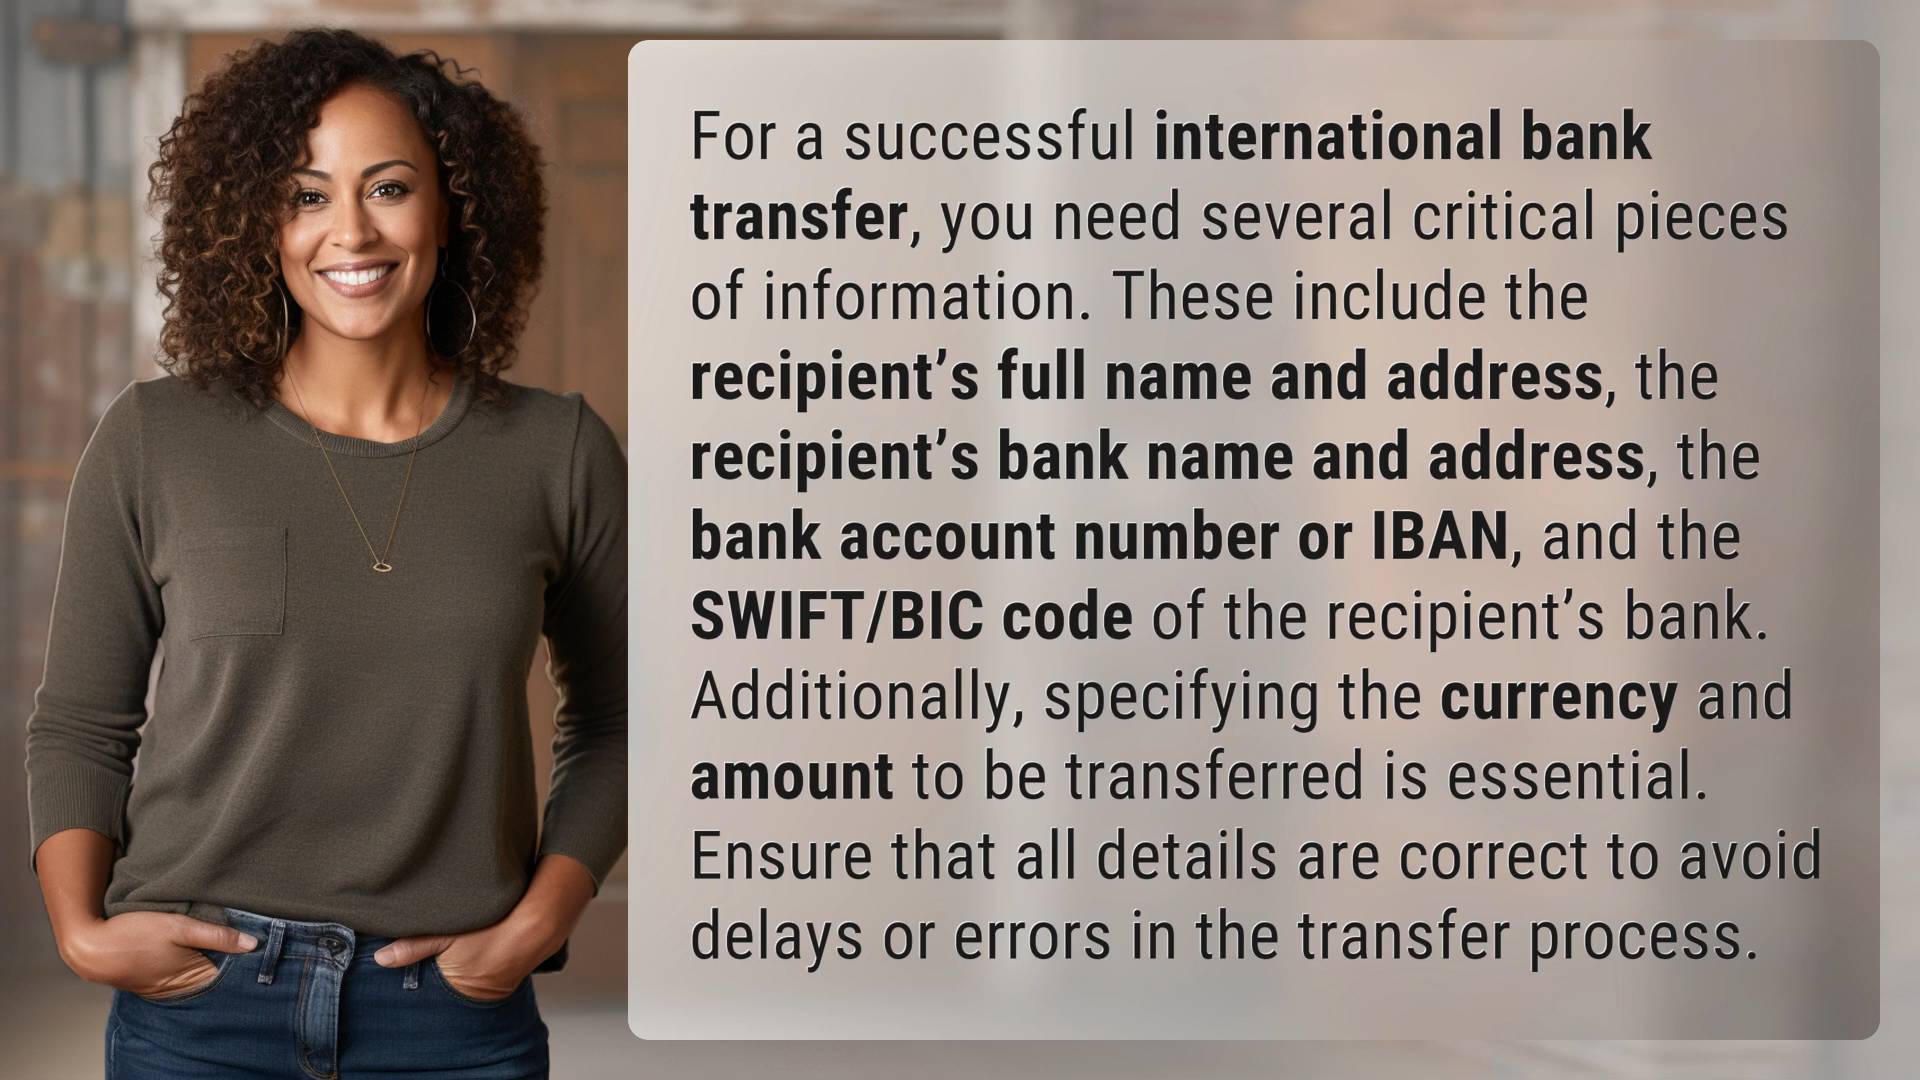 For a successful international bank
transfer, you need several critical pieces
of information. These include the
recipient’s full name and address, the
recipient’s bank name and address, the
bank account number or IBAN, and the
SWIFT/BIC code of the recipient’s bank.
Additionally, specifying the currency and
amount to be transferred is essential.
Ensure that all details are correct to avoid
delays or errors in the transfer process.